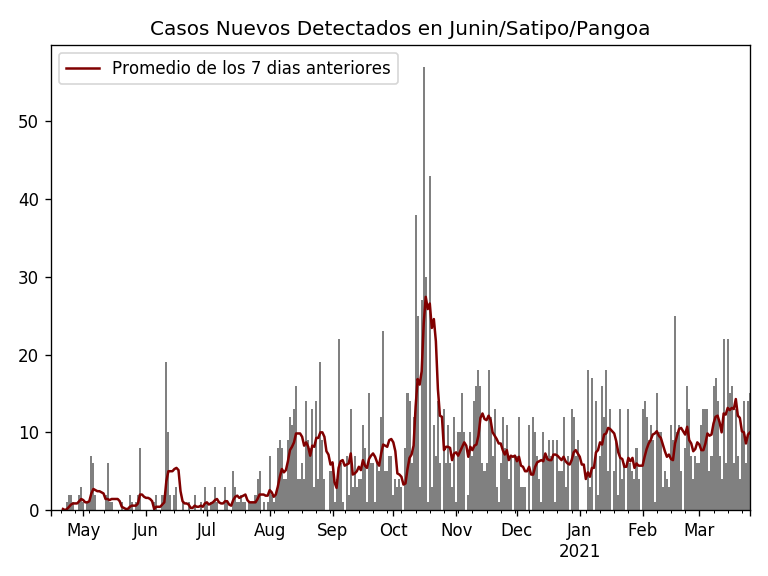 Casos Nuevos Detectados en Junin/Satipo/Pangoa
Promedio de los 7 dias anteriores
50
40
30
20
10
0
May Jun Jul Aug Sep Oct Nov Dec Jan Feb Mar
2021